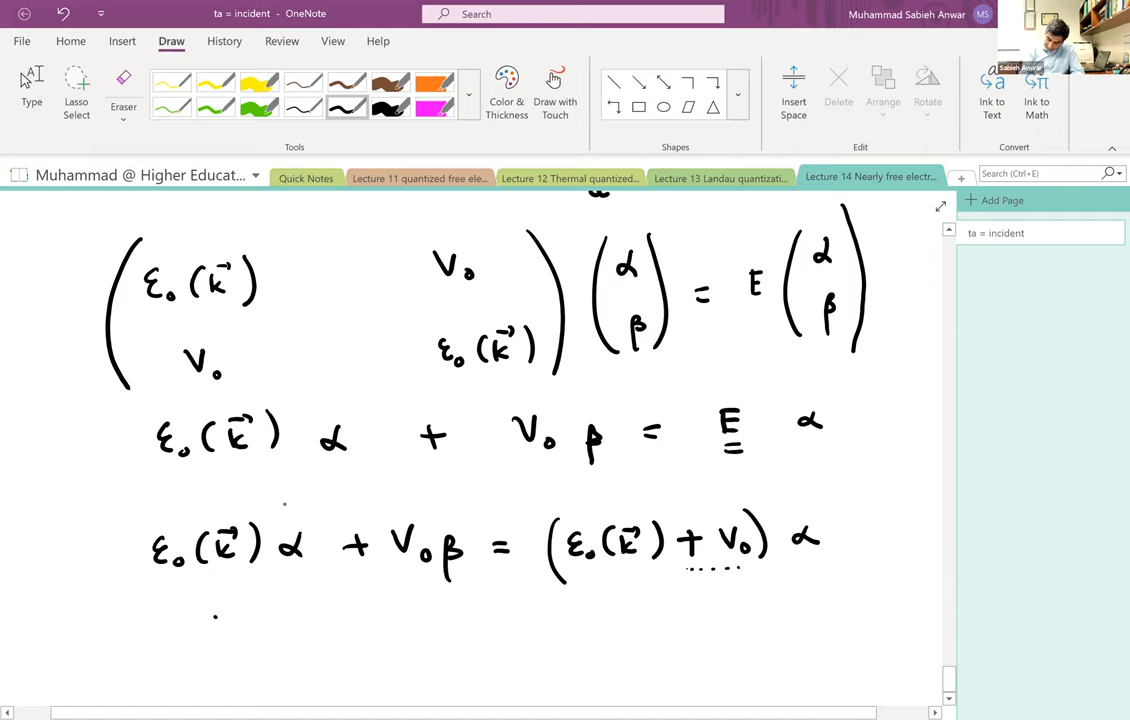 ta = incident - OneNote
Search
Muhammad Sabieh Anwar
MS
File Home Insert Draw History Review View Help
Sabieh Anwar
Type
Lasso Select
Eraser
Color & Thickness
Draw with Touch
Insert Space
Delete
Arrange
Rotate
Ink to Text
Ink to Math
Tools
Shapes
Edit
Convert
Muhammad @ Higher Educat...
Quick Notes
Lecture 11 quantized free ele...
Lecture 12 Thermal quantized...
Lecture 13 Landau quantizati...
Lecture 14 Nearly free electr...
Search (Ctrl+E)
Add Page
ta = incident
( ε₀(k⃗) V₀ ) ( α ) = E ( α )
( V₀ ε₀(k⃗) ) ( β ) ( β )
ε₀(k⃗) α + V₀ β = E α
ε₀(k⃗) α + V₀ β = (ε₀(k⃗) + V₀) α